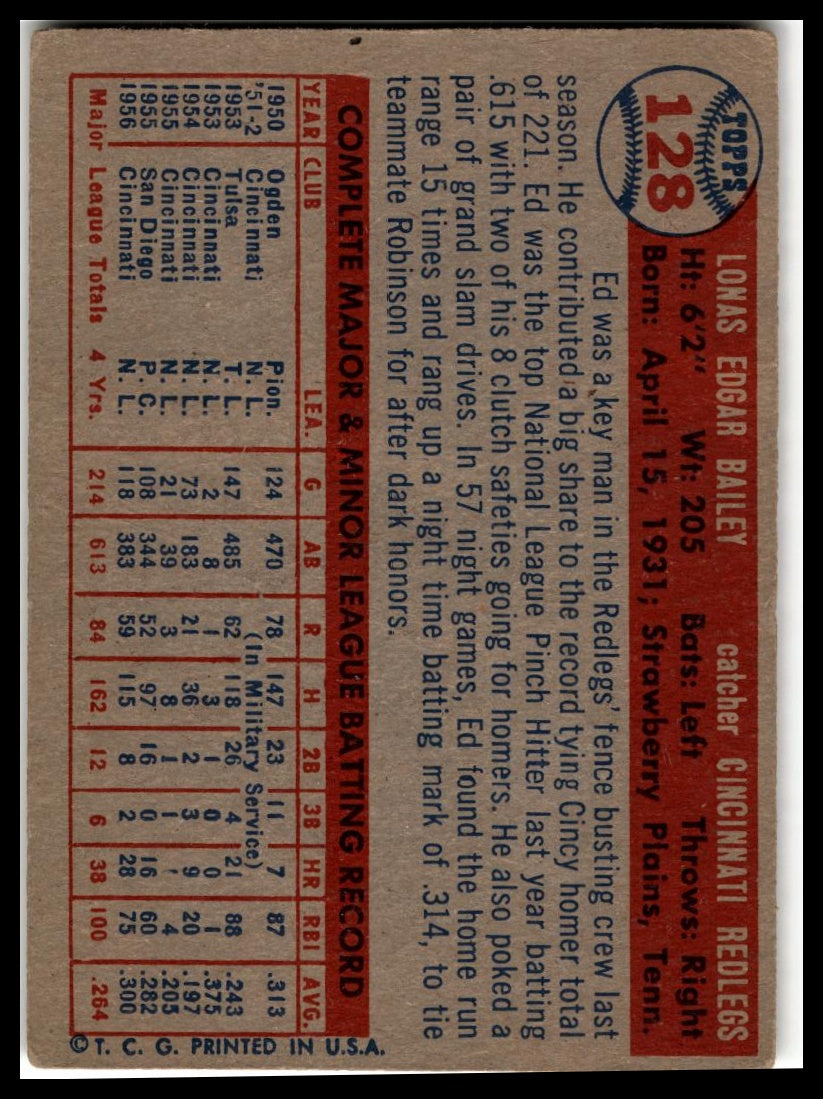 TOPPS
128
LONAS EDGAR BAILEY catcher CINCINNATI REDLEGS
Ht: 6'2" Wt: 205 Bats: Left Throws: Right
Born: April 15, 1931; Strawberry Plains, Tenn.
Ed was a key man in the Redlegs' fence busting crew last
season. He contributed a big share to the record tying Cincy homer total
of 221. Ed was the top National League Pinch Hitter last year batting
.615 with two of his 8 clutch safeties going for homers. He also poked a
pair of grand slam drives. In 57 night games, Ed found the home run
range 15 times and rang up a night time batting mark of .314, to tie
teammate Robinson for after dark honors.
COMPLETE MAJOR & MINOR LEAGUE BATTING RECORD
YEAR CLUB LEA. G AB R H 2B 3B HR RBI AVG.
1950 Ogden Pion. 124 470 78 147 23 11 7 87 .313
'51-2 Cincinnati N. L. (In Military Service)
1953 Tulsa T. L. 147 485 62 118 26 4 21 88 .243
1953 Cincinnati N. L. 2 8 1 3 1 0 0 1 .375
1954 Cincinnati N. L. 73 183 21 36 2 3 9 20 .197
1955 Cincinnati N. L. 21 39 3 8 1 1 1 4 .205
1955 San Diego P. C. 108 344 52 97 16 0 16 60 .282
1956 Cincinnati N. L. 118 383 59 115 8 2 28 75 .300
Major League Totals 4 Yrs. 214 613 84 162 12 6 38 100 .264
© T. C. G. PRINTED IN U.S.A.